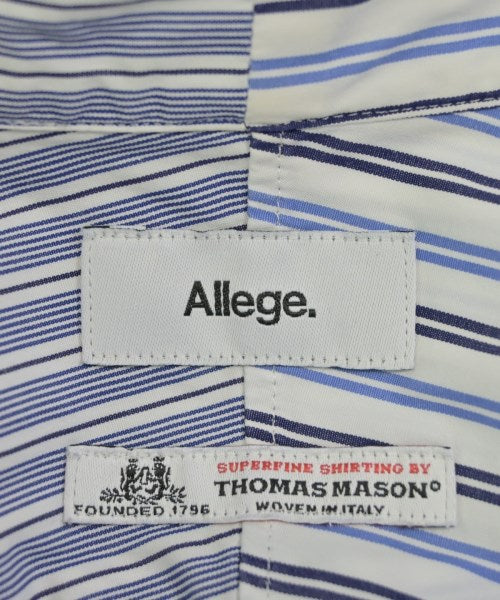 Allege.
SUPERFINE SHIRTING BY
THOMAS MASON®
FOUNDED 1796
WOVEN IN ITALY